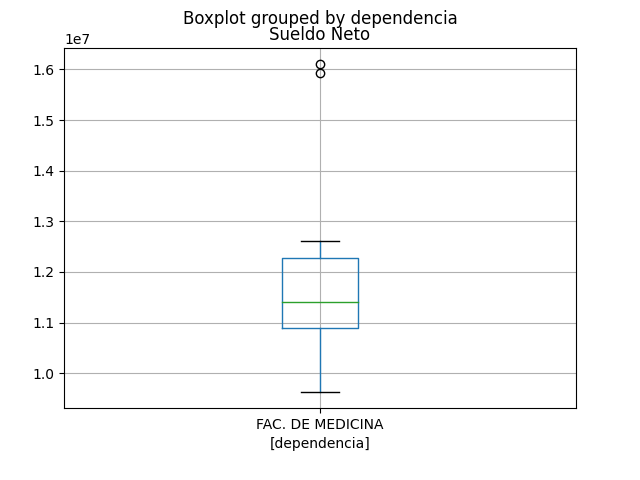 Boxplot grouped by dependencia
Sueldo Neto
1e7
1.6
1.5
1.4
1.3
1.2
1.1
1.0
FAC. DE MEDICINA
[dependencia]